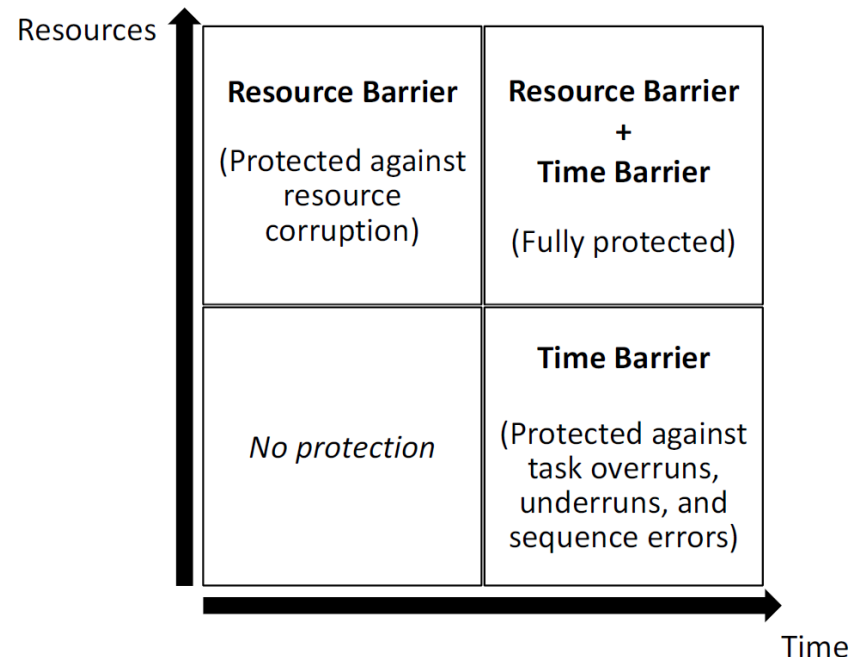 Resources
Resource Barrier
(Protected against
resource
corruption)
Resource Barrier
+
Time Barrier
(Fully protected)
No protection
Time Barrier
(Protected against
task overruns,
underruns, and
sequence errors)
Time